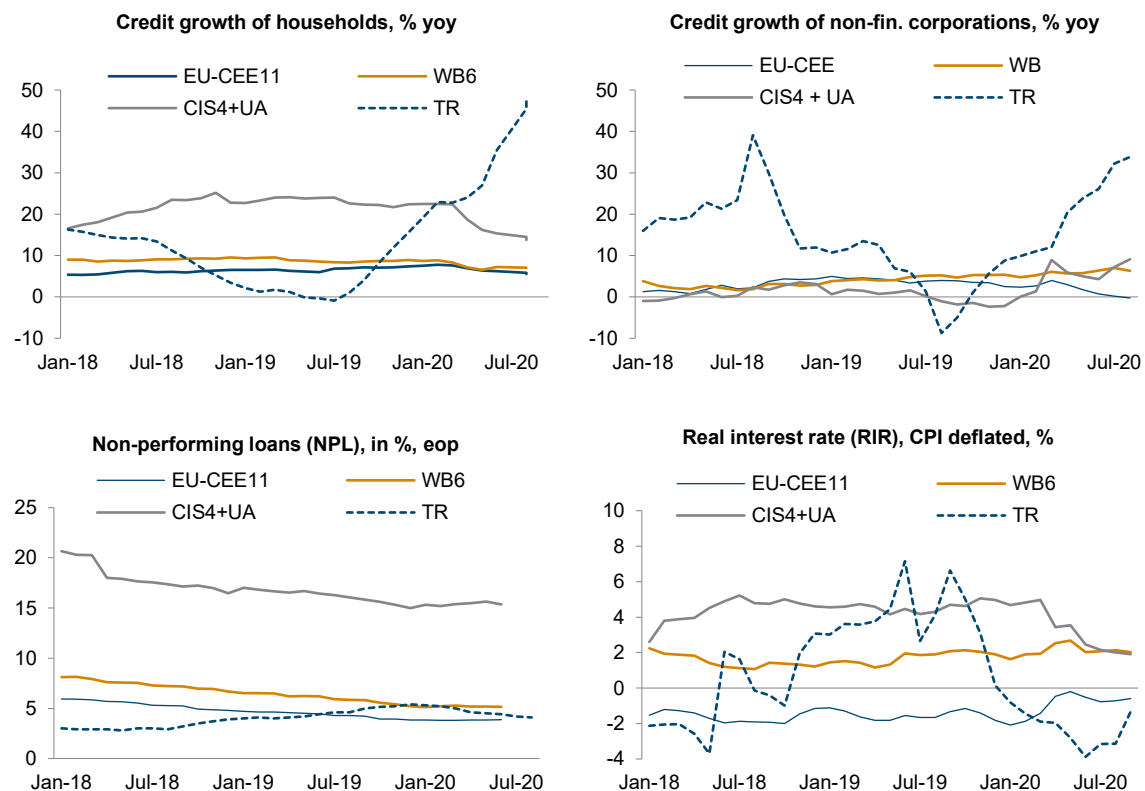 Credit growth of households, % yoy
EU-CEE11 WB6
CIS4+UA TR
50
40
30
20
10
0
-10
Jan-18 Jul-18 Jan-19 Jul-19 Jan-20 Jul-20
Credit growth of non-fin. corporations, % yoy
EU-CEE WB
CIS4 + UA TR
50
40
30
20
10
0
-10
Jan-18 Jul-18 Jan-19 Jul-19 Jan-20 Jul-20
Non-performing loans (NPL), in %, eop
EU-CEE11 WB6
CIS4+UA TR
25
20
15
10
5
0
Jan-18 Jul-18 Jan-19 Jul-19 Jan-20 Jul-20
Real interest rate (RIR), CPI deflated, %
EU-CEE11 WB6
CIS4+UA TR
10
8
6
4
2
0
-2
-4
Jan-18 Jul-18 Jan-19 Jul-19 Jan-20 Jul-20